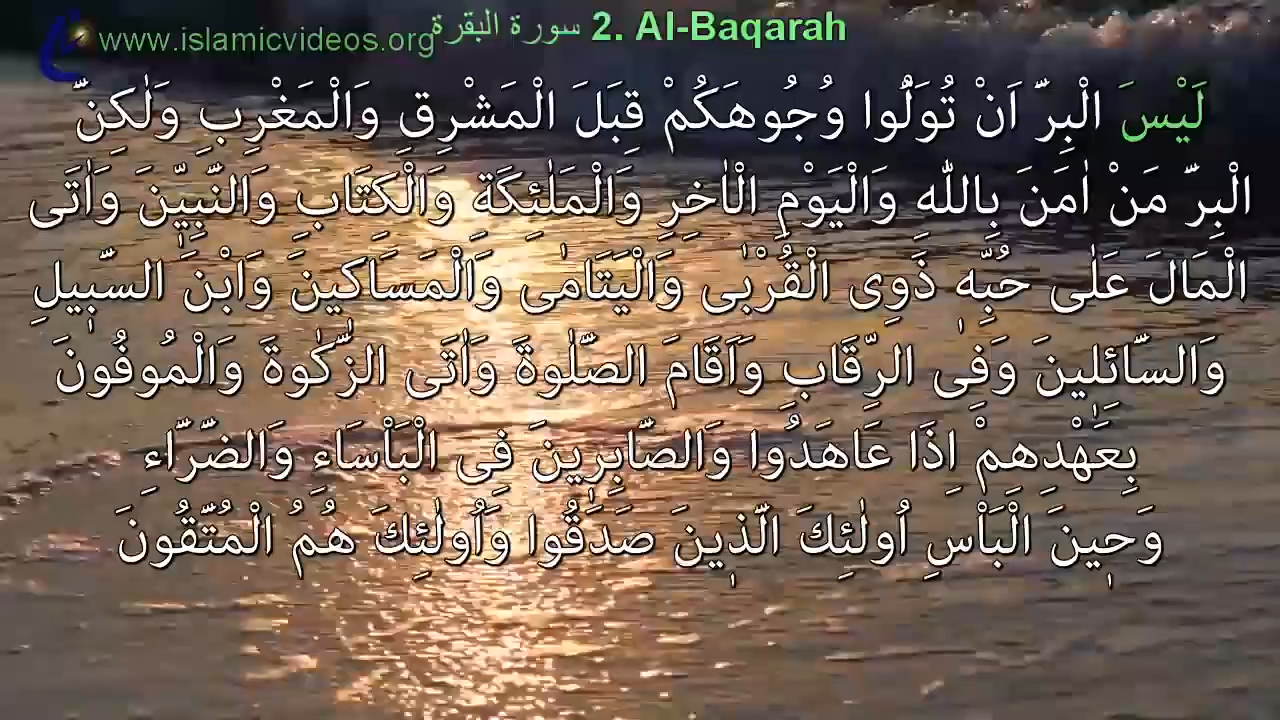 www.islamicvideos.org سورة البقرة 2. Al-Baqarah
لَيْسَ الْبِرَّ اَنْ تُوَلُّوا وُجُوهَكُمْ قِبَلَ الْمَشْرِقِ وَالْمَغْرِبِ وَلٰكِنَّ
الْبِرَّ مَنْ اٰمَنَ بِاللّٰهِ وَالْيَوْمِ الْاٰخِرِ وَالْمَلٰئِكَةِ وَالْكِتَابِ وَالنَّبِيّٖنَ وَاٰتَى
الْمَالَ عَلٰى حُبِّهٖ ذَوِى الْقُرْبٰى وَالْيَتَامٰى وَالْمَسَاكٖينَ وَابْنَ السَّبٖيلِ
وَالسَّائِلٖينَ وَفِى الرِّقَابِ وَاَقَامَ الصَّلٰوةَ وَاٰتَى الزَّكٰوةَ وَالْمُوفُونَ
بِعَهْدِهِمْ اِذَا عَاهَدُوا وَالصَّابِرٖينَ فِى الْبَاْسَاءِ وَالضَّرَّاءِ
وَحٖينَ الْبَاْسِ اُولٰئِكَ الَّذٖينَ صَدَقُوا وَاُولٰئِكَ هُمُ الْمُتَّقُونَ